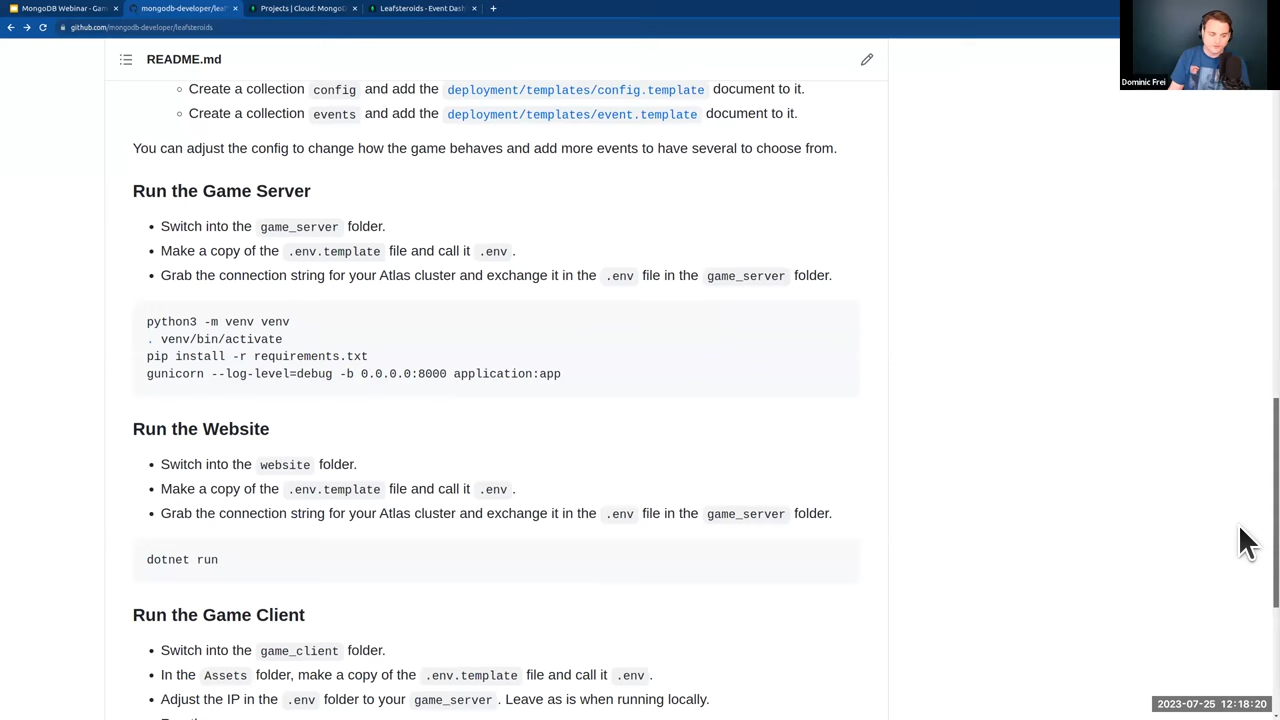 MongoDB Webinar - Gam
mongodb-developer/leaf
Projects | Cloud: MongoD
Leafsteroids - Event Das
github.com/mongodb-developer/leafsteroids
Dominic Frei
README.md
Create a collection config and add the deployment/templates/config.template document to it.
Create a collection events and add the deployment/templates/event.template document to it.
You can adjust the config to change how the game behaves and add more events to have several to choose from.
Run the Game Server
Switch into the game_server folder.
Make a copy of the .env.template file and call it .env.
Grab the connection string for your Atlas cluster and exchange it in the .env file in the game_server folder.
python3 -m venv venv
. venv/bin/activate
pip install -r requirements.txt
gunicorn --log-level=debug -b 0.0.0.0:8000 application:app
Run the Website
Switch into the website folder.
Make a copy of the .env.template file and call it .env.
Grab the connection string for your Atlas cluster and exchange it in the .env file in the game_server folder.
dotnet run
Run the Game Client
Switch into the game_client folder.
In the Assets folder, make a copy of the .env.template file and call it .env.
Adjust the IP in the .env folder to your game_server. Leave as is when running locally.
2023-07-25 12:18:20